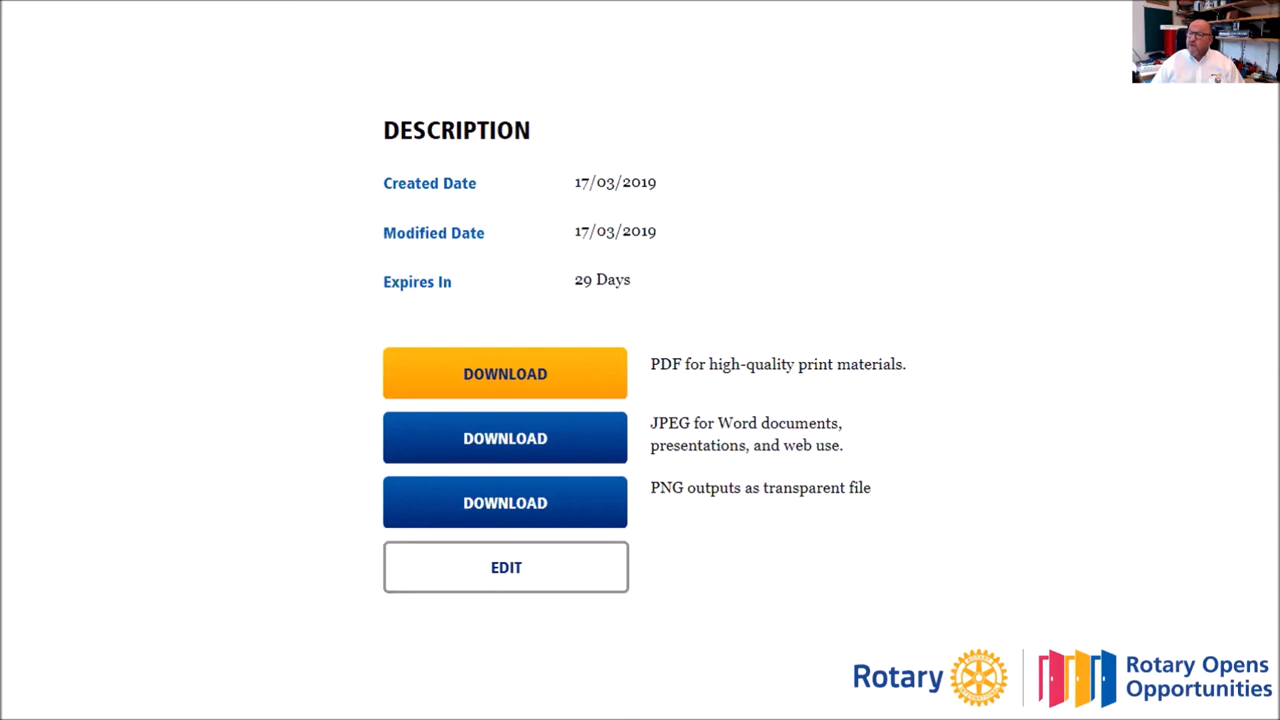 DESCRIPTION
Created Date 17/03/2019
Modified Date 17/03/2019
Expires In 29 Days
DOWNLOAD PDF for high-quality print materials.
DOWNLOAD JPEG for Word documents,
presentations, and web use.
DOWNLOAD PNG outputs as transparent file
EDIT
Rotary
Rotary Opens
Opportunities